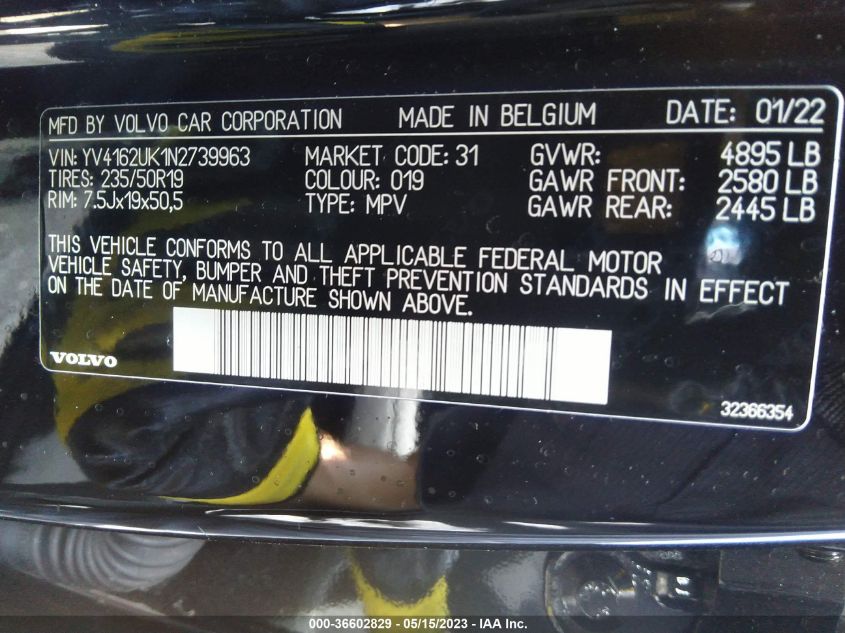 MFD BY VOLVO CAR CORPORATION MADE IN BELGIUM DATE: 01/22
VIN: YV4162UK1N2739963 MARKET CODE: 31 GVWR: 4895 LB
TIRES: 235/50R19 COLOUR: 019 GAWR FRONT: 2580 LB
RIM: 7.5Jx19x50,5 TYPE: MPV GAWR REAR: 2445 LB
THIS VEHICLE CONFORMS TO ALL APPLICABLE FEDERAL MOTOR
VEHICLE SAFETY, BUMPER AND THEFT PREVENTION STANDARDS IN EFFECT
ON THE DATE OF MANUFACTURE SHOWN ABOVE.
VOLVO
32366354
000-36602829 - 05/15/2023 - IAA Inc.